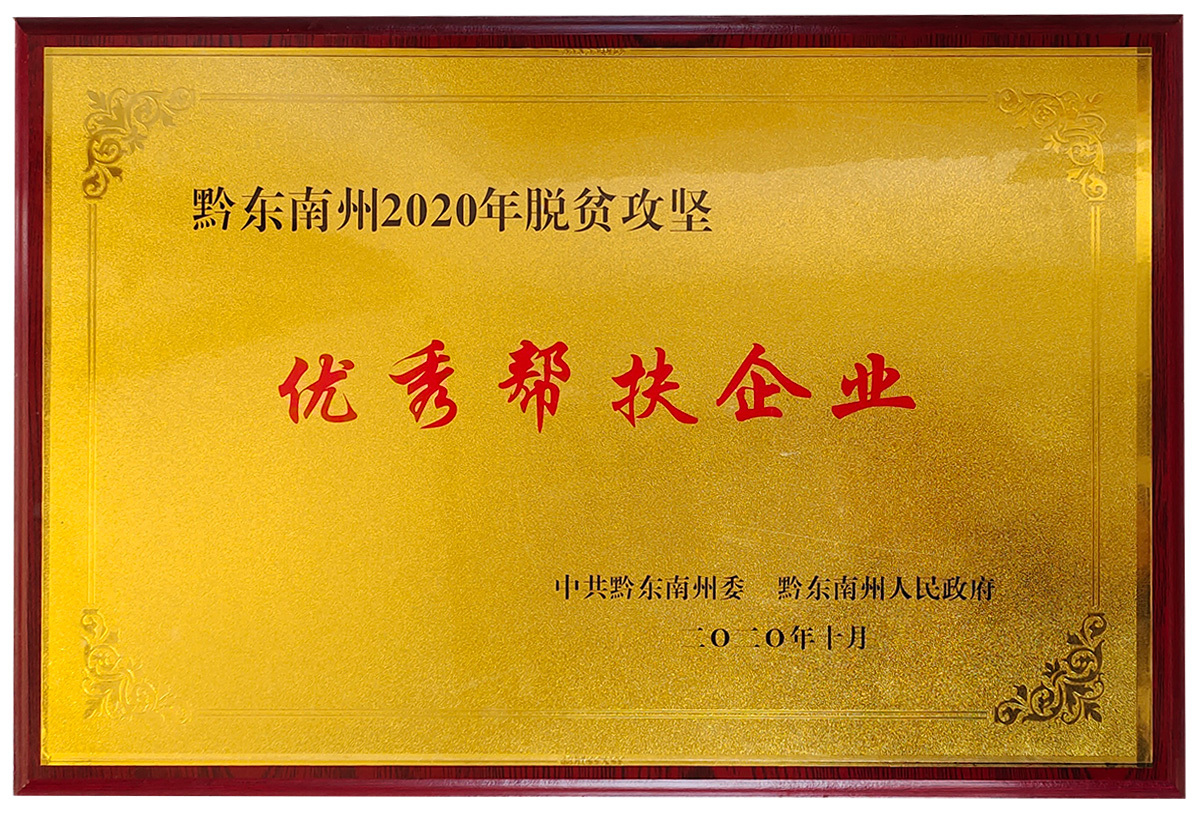 黔东南州2020年脱贫攻坚
优秀帮扶企业
中共黔东南州委 黔东南州人民政府
二〇二〇年十月